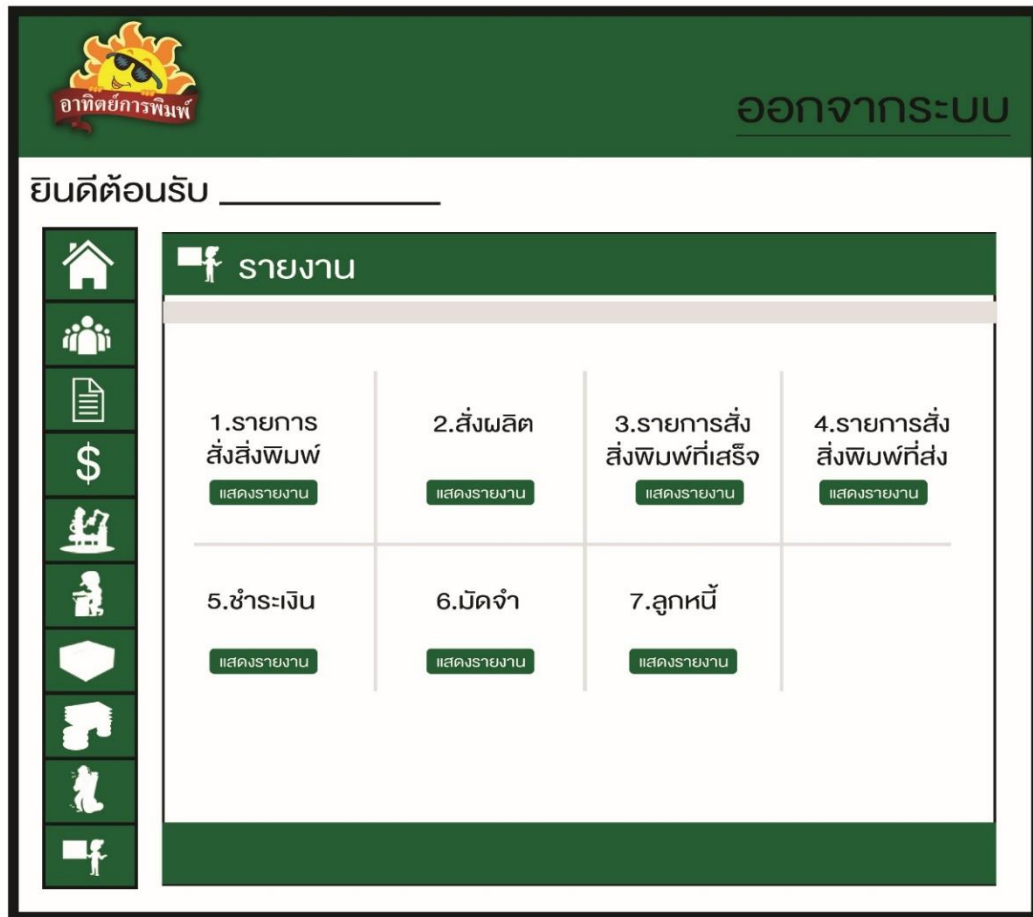 อาทิตย์การพิมพ์
ออกจากระบบ
ยินดีต้อนรับ ____________
รายงาน
$
1.รายการ
สั่งสิ่งพิมพ์
แสดงรายงาน
2.สั่งผลิต
แสดงรายงาน
3.รายการสั่ง
สิ่งพิมพ์ที่เสร็จ
แสดงรายงาน
4.รายการสั่ง
สิ่งพิมพ์ที่ส่ง
แสดงรายงาน
5.ชำระเงิน
แสดงรายงาน
6.มัดจำ
แสดงรายงาน
7.ลูกหนี้
แสดงรายงาน